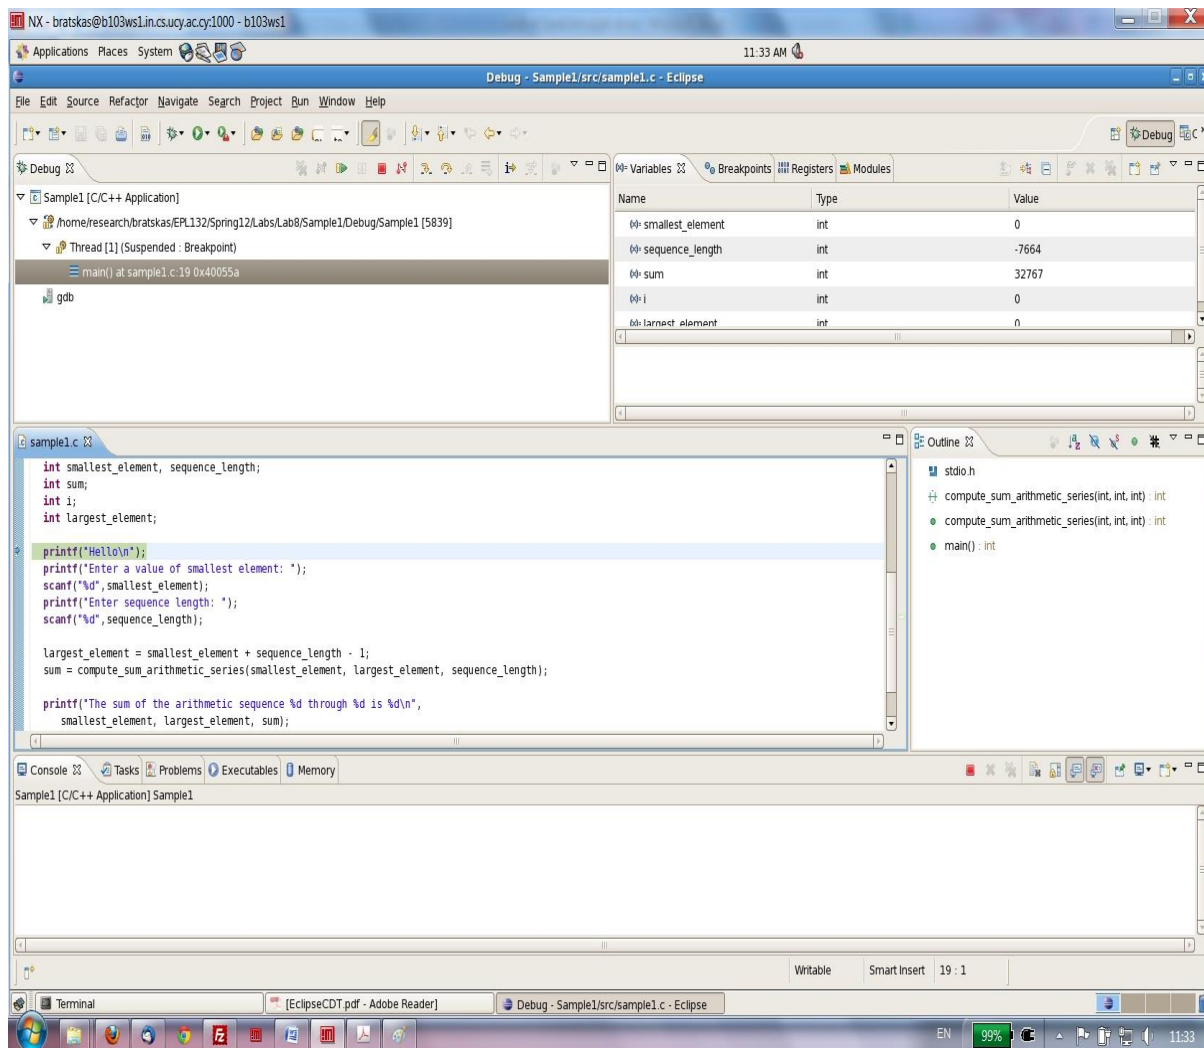 NX - bratskas@b103ws1.in.cs.ucy.ac.cy:1000 - b103ws1
Applications Places System 11:33 AM
Debug - Sample1/src/sample1.c - Eclipse
File Edit Source Refactor Navigate Search Project Run Window Help
Debug C
Debug
Sample1 [C/C++ Application]
/home/research/bratskas/EPL132/Spring12/Labs/Lab8/Sample1/Debug/Sample1 [5839]
Thread [1] (Suspended : Breakpoint)
main() at sample1.c:19 0x40055a
gdb
(x)= Variables Breakpoints Registers Modules
Name Type Value
(x)= smallest_element int 0
(x)= sequence_length int -7664
(x)= sum int 32767
(x)= i int 0
(x)= largest_element int 0
sample1.c
int smallest_element, sequence_length;
int sum;
int i;
int largest_element;
printf("Hello\n");
printf("Enter a value of smallest element: ");
scanf("%d",smallest_element);
printf("Enter sequence length: ");
scanf("%d",sequence_length);
largest_element = smallest_element + sequence_length - 1;
sum = compute_sum_arithmetic_series(smallest_element, largest_element, sequence_length);
printf("The sum of the arithmetic sequence %d through %d is %d\n",
smallest_element, largest_element, sum);
Outline
stdio.h
compute_sum_arithmetic_series(int, int, int) : int
compute_sum_arithmetic_series(int, int, int) : int
main() : int
Console Tasks Problems Executables Memory
Sample1 [C/C++ Application] Sample1
Writable Smart Insert 19 : 1
Terminal [EclipseCDT.pdf - Adobe Reader] Debug - Sample1/src/sample1.c - Eclipse
EN 99% 11:33